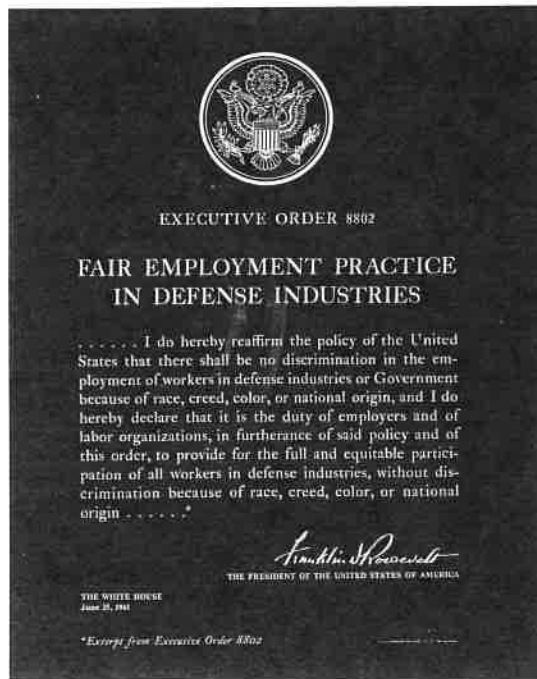 EXECUTIVE ORDER 8802
FAIR EMPLOYMENT PRACTICE
IN DEFENSE INDUSTRIES
. . . . . . I do hereby reaffirm the policy of the United
States that there shall be no discrimination in the em-
ployment of workers in defense industries or Government
because of race, creed, color, or national origin, and I do
hereby declare that it is the duty of employers and of
labor organizations, in furtherance of said policy and of
this order, to provide for the full and equitable partici-
pation of all workers in defense industries, without dis-
crimination because of race, creed, color, or national
origin . . . . . .*
Franklin D Roosevelt
THE PRESIDENT OF THE UNITED STATES OF AMERICA
THE WHITE HOUSE
June 25, 1941
*Excerpt from Executive Order 8802